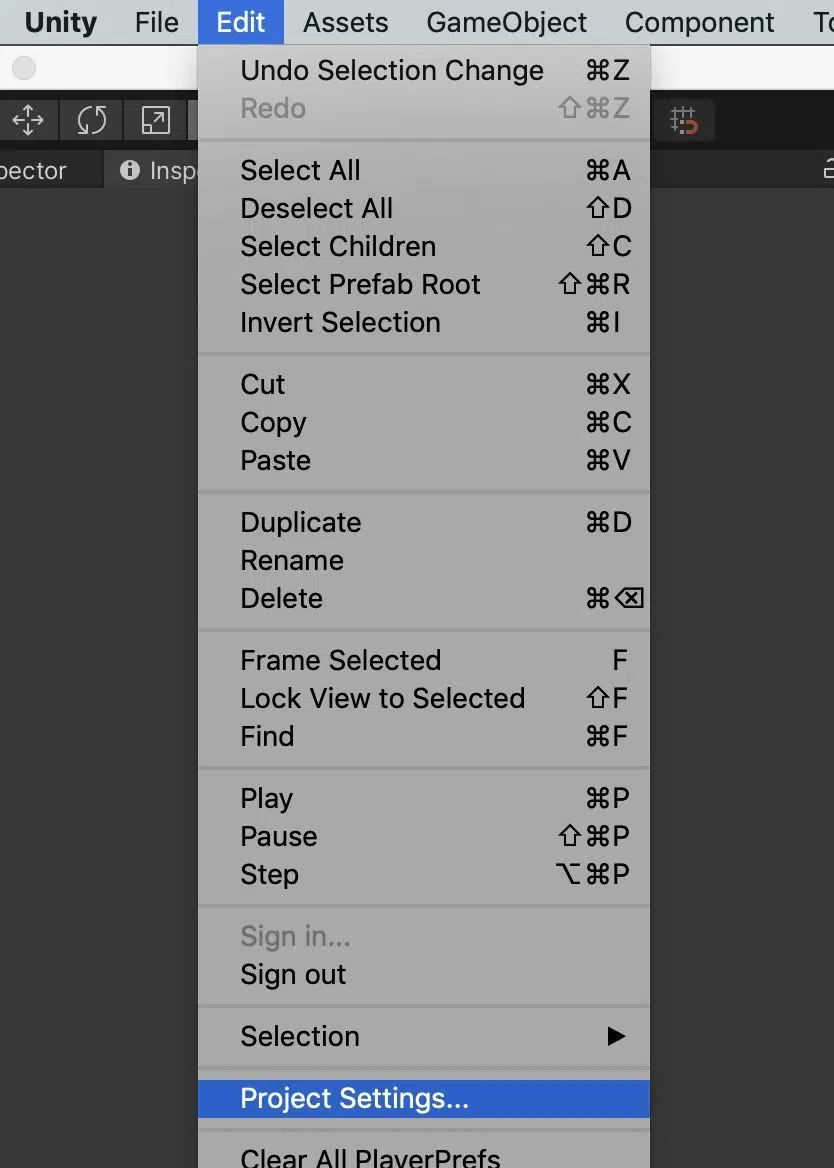 Unity File Edit Assets GameObject Component
Undo Selection Change ⌘Z
Redo ⇧⌘Z
Select All ⌘A
pector Insp
Deselect All ⇧D
Select Children ⇧C
Select Prefab Root ⇧⌘R
Invert Selection ⌘I
Cut ⌘X
Copy ⌘C
Paste ⌘V
Duplicate ⌘D
Rename
Delete ⌘⌫
Frame Selected F
Lock View to Selected ⇧F
Find ⌘F
Play ⌘P
Pause ⇧⌘P
Step ⌥⌘P
Sign in...
Sign out
Selection ▶
Project Settings...
Clear All PlayerPrefs